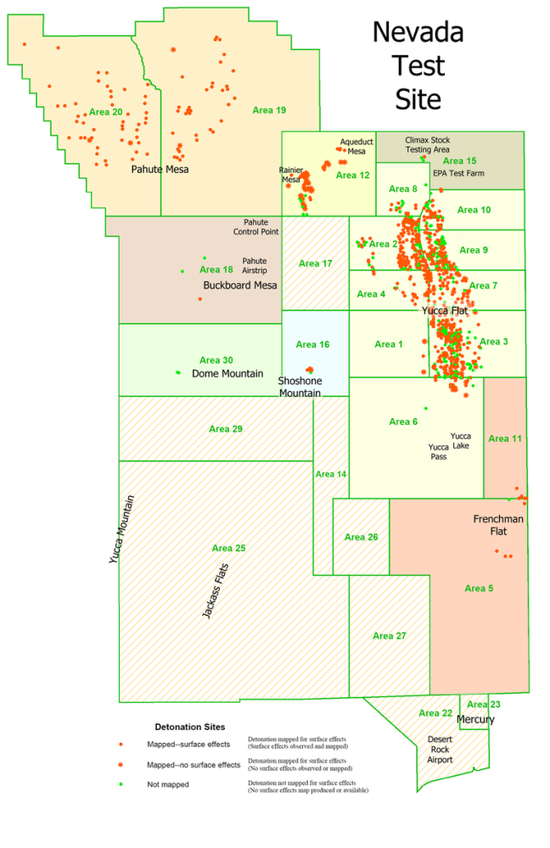 Nevada
Test
Site
Area 20
Area 19
Pahute Mesa
Aqueduct
Mesa
Rainier
Mesa
Area 12
Climax Stock
Testing Area
Area 15
EPA Test Farm
Area 8
Area 10
Pahute
Control Point
Area 18
Pahute
Airstrip
Buckboard Mesa
Area 17
Area 2
Area 9
Area 4
Area 7
Yucca Flat
Area 30
Dome Mountain
Area 16
Shoshone
Mountain
Area 1
Area 3
Area 29
Area 14
Area 6
Yucca
Lake
Yucca
Pass
Area 11
Yucca Mountain
Area 25
Jackass Flats
Area 26
Frenchman
Flat
Area 5
Area 27
Area 22
Area 23
Mercury
Desert
Rock
Airport
Detonation Sites
Mapped--surface effects
Detonation mapped for surface effects
(Surface effects observed and mapped)
Mapped--no surface effects
Detonation mapped for surface effects
(No surface effects observed or mapped)
Not mapped
Detonation not mapped for surface effects
(No surface effects map produced or available)